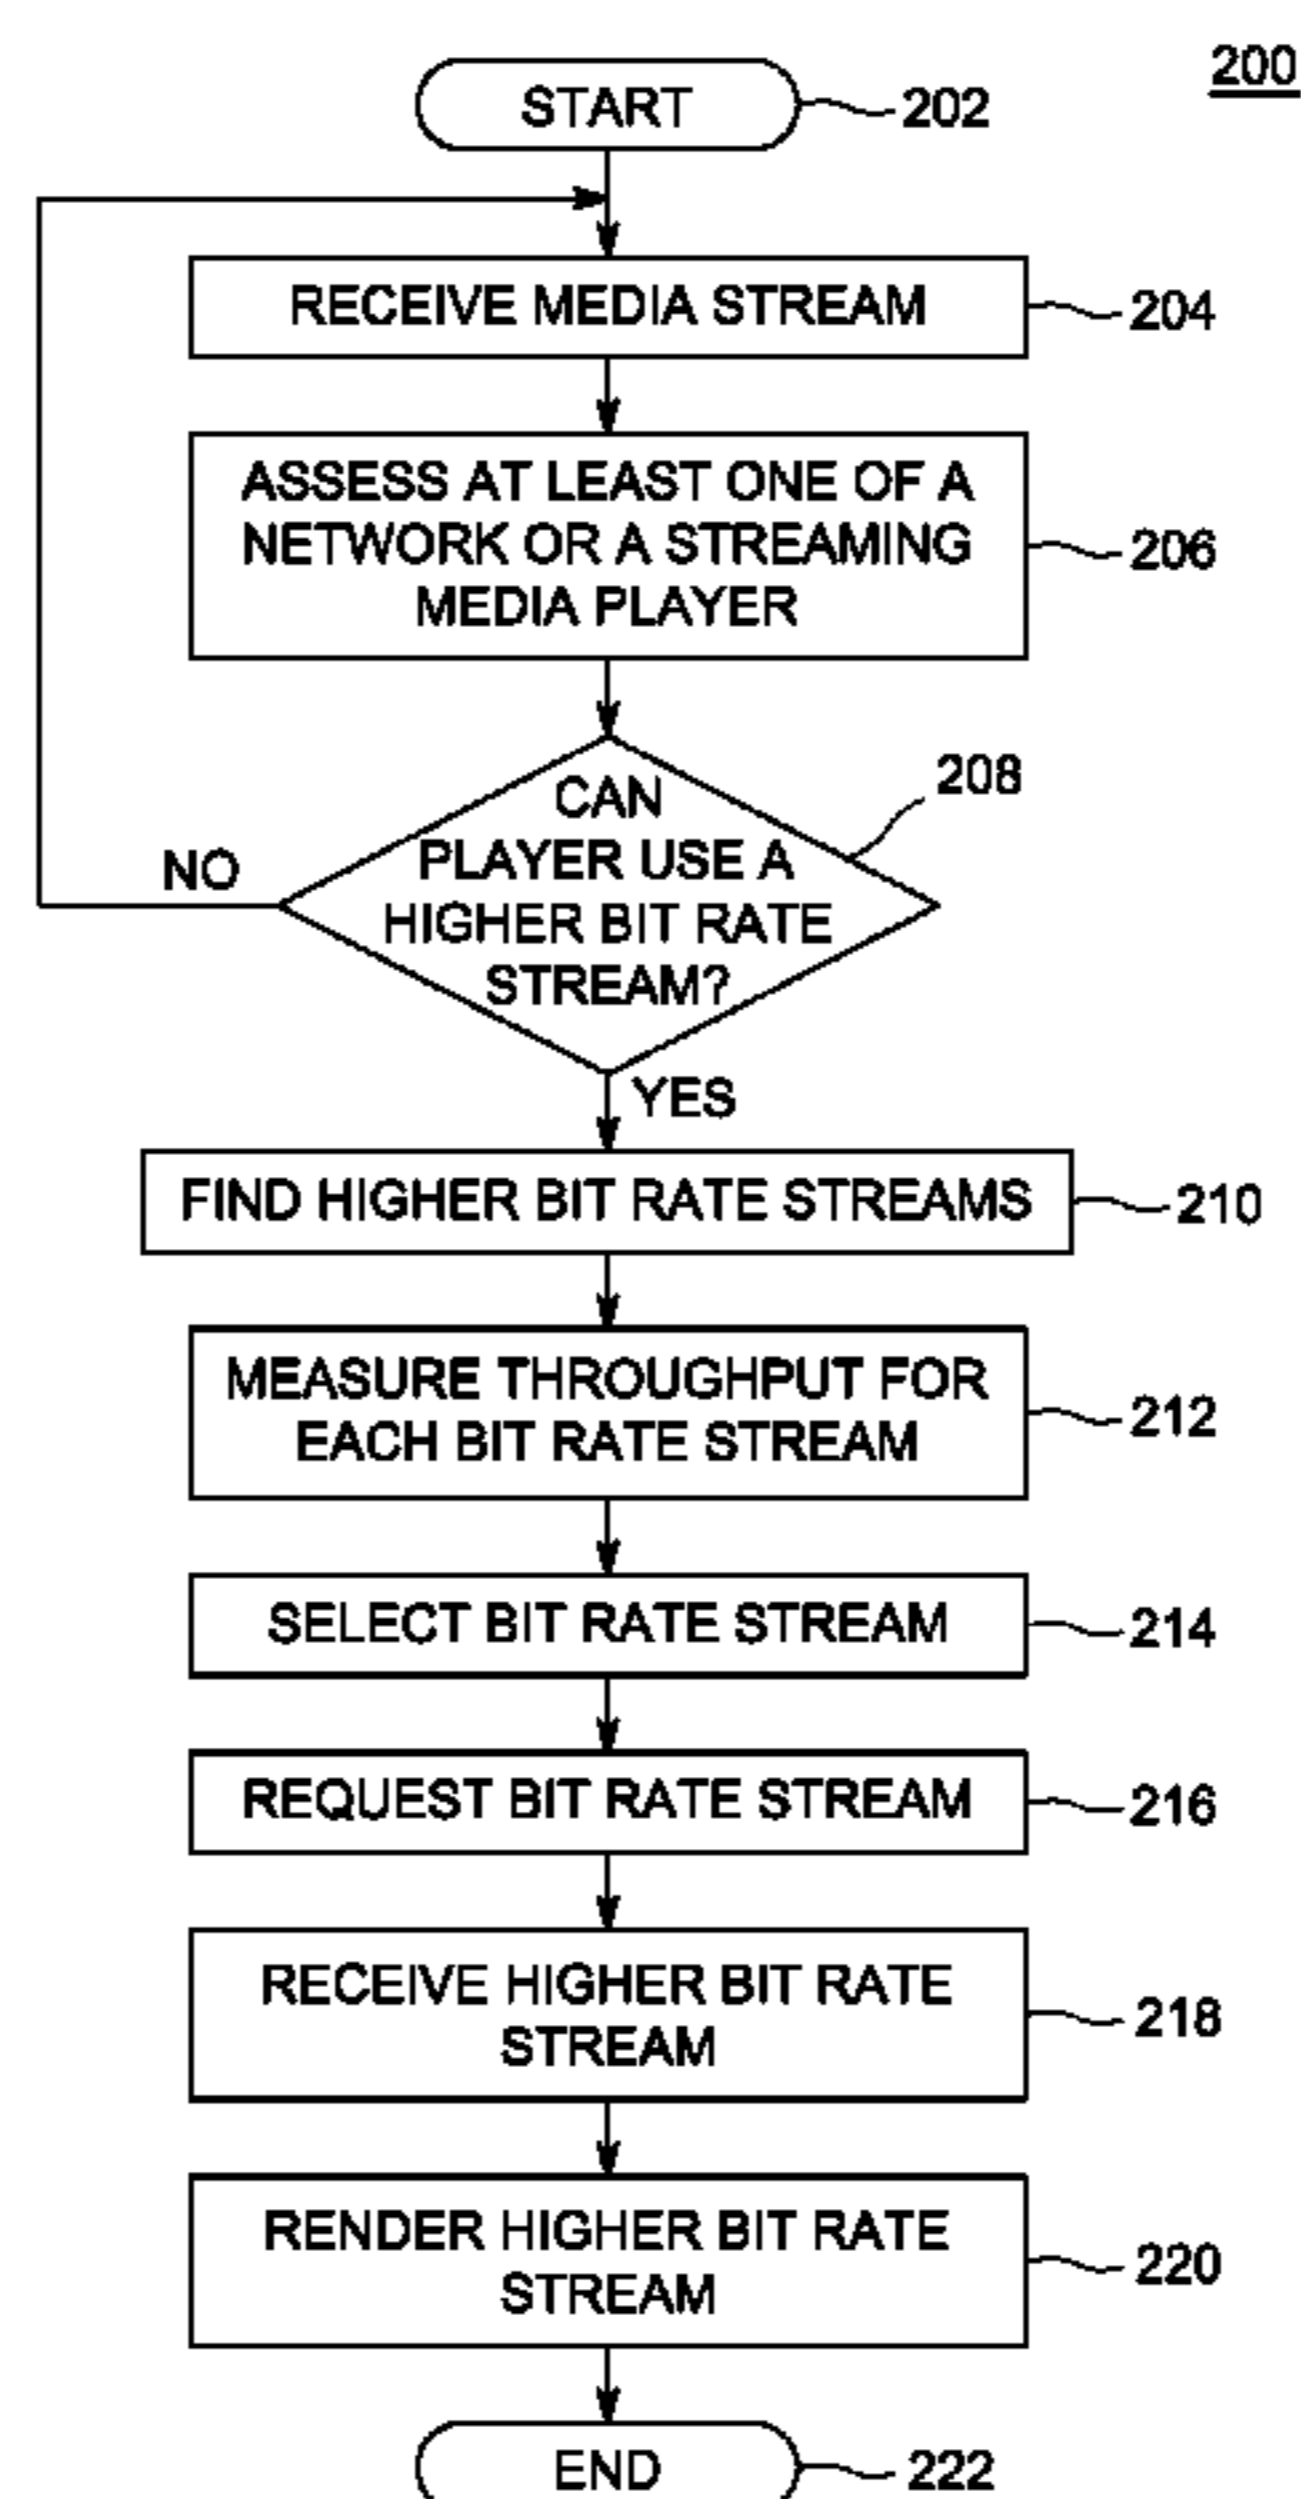 200
START
202
RECEIVE MEDIA STREAM
204
ASSESS AT LEAST ONE OF A
NETWORK OR A STREAMING
MEDIA PLAYER
206
CAN
PLAYER USE A
HIGHER BIT RATE
STREAM?
208
NO
YES
FIND HIGHER BIT RATE STREAMS
210
MEASURE THROUGHPUT FOR
EACH BIT RATE STREAM
212
SELECT BIT RATE STREAM
214
REQUEST BIT RATE STREAM
216
RECEIVE HIGHER BIT RATE
STREAM
218
RENDER HIGHER BIT RATE
STREAM
220
END
222